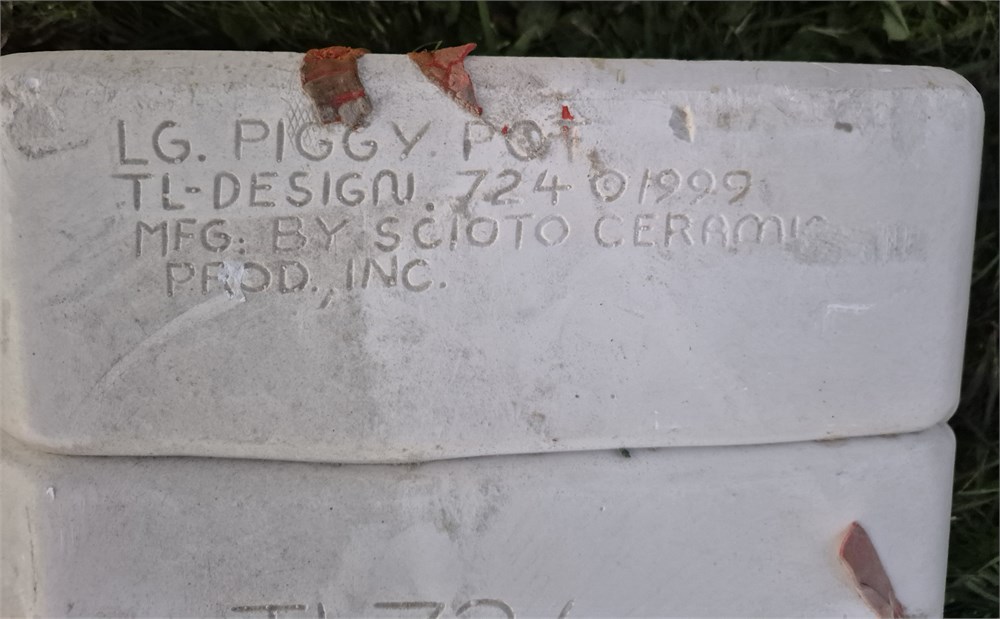 LG. PIGGY POT
TL-DESIGN. 724 ©1999
MFG: BY SCIOTO CERAMIC
PROD., INC.